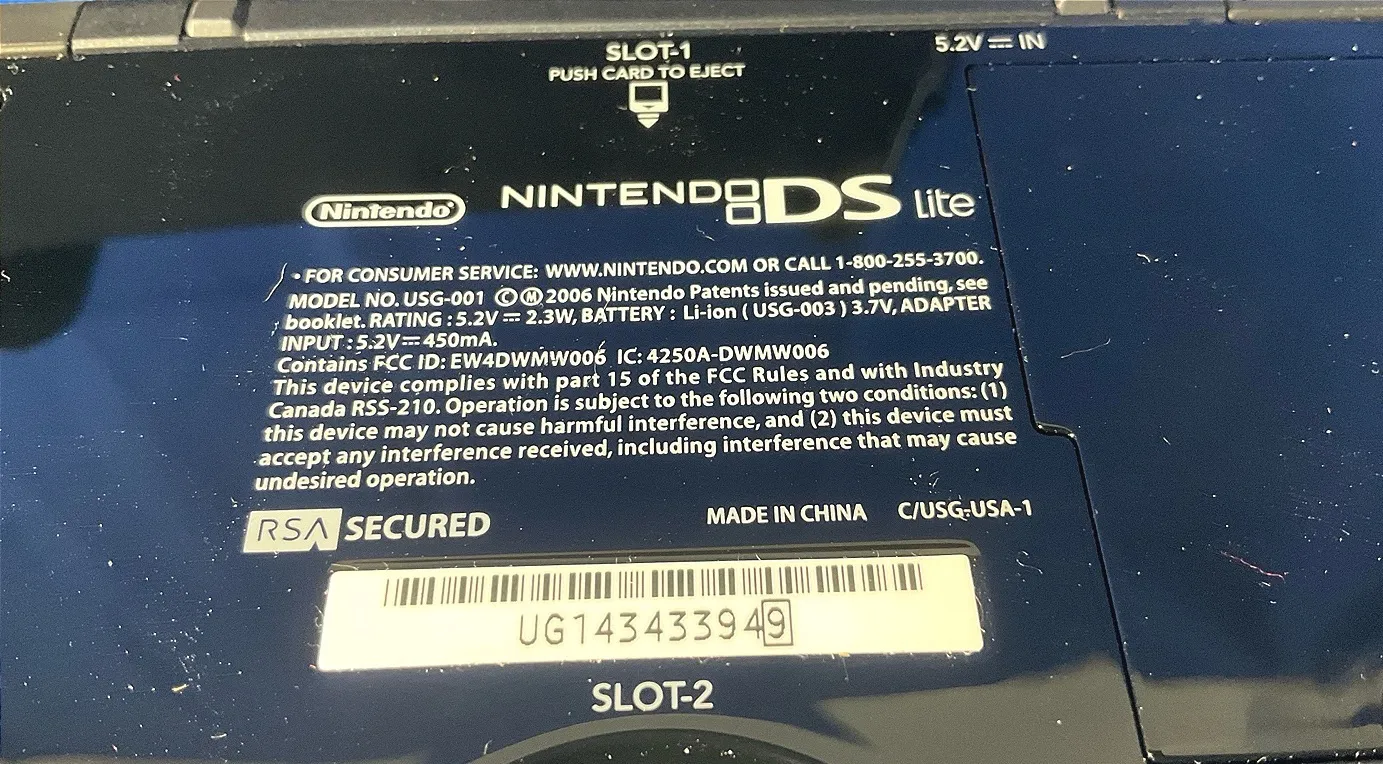 SLOT-1
PUSH CARD TO EJECT
5.2V ⎓ IN
Nintendo
NINTENDO DS Lite
• FOR CONSUMER SERVICE: WWW.NINTENDO.COM OR CALL 1-800-255-3700.
MODEL NO. USG-001 ©Ⓜ2006 Nintendo Patents issued and pending, see
booklet. RATING : 5.2V ⎓ 2.3W, BATTERY : Li-ion ( USG-003 ) 3.7V, ADAPTER
INPUT : 5.2V ⎓ 450mA.
Contains FCC ID: EW4DWMW006 IC: 4250A-DWMW006
This device complies with part 15 of the FCC Rules and with Industry
Canada RSS-210. Operation is subject to the following two conditions: (1)
this device may not cause harmful interference, and (2) this device must
accept any interference received, including interference that may cause
undesired operation.
RSA SECURED
MADE IN CHINA C/USG-USA-1
UG143433949
SLOT-2